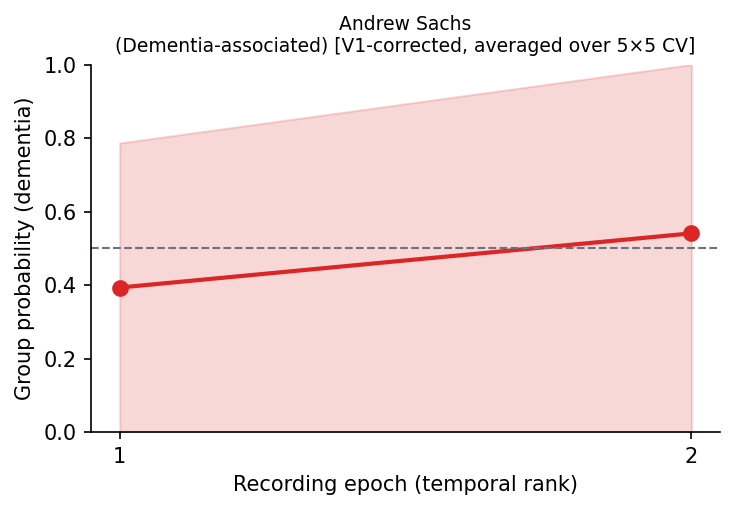 Andrew Sachs
(Dementia-associated) [V1-corrected, averaged over 5×5 CV]
Group probability (dementia)
1.0
0.8
0.6
0.4
0.2
0.0
1
2
Recording epoch (temporal rank)